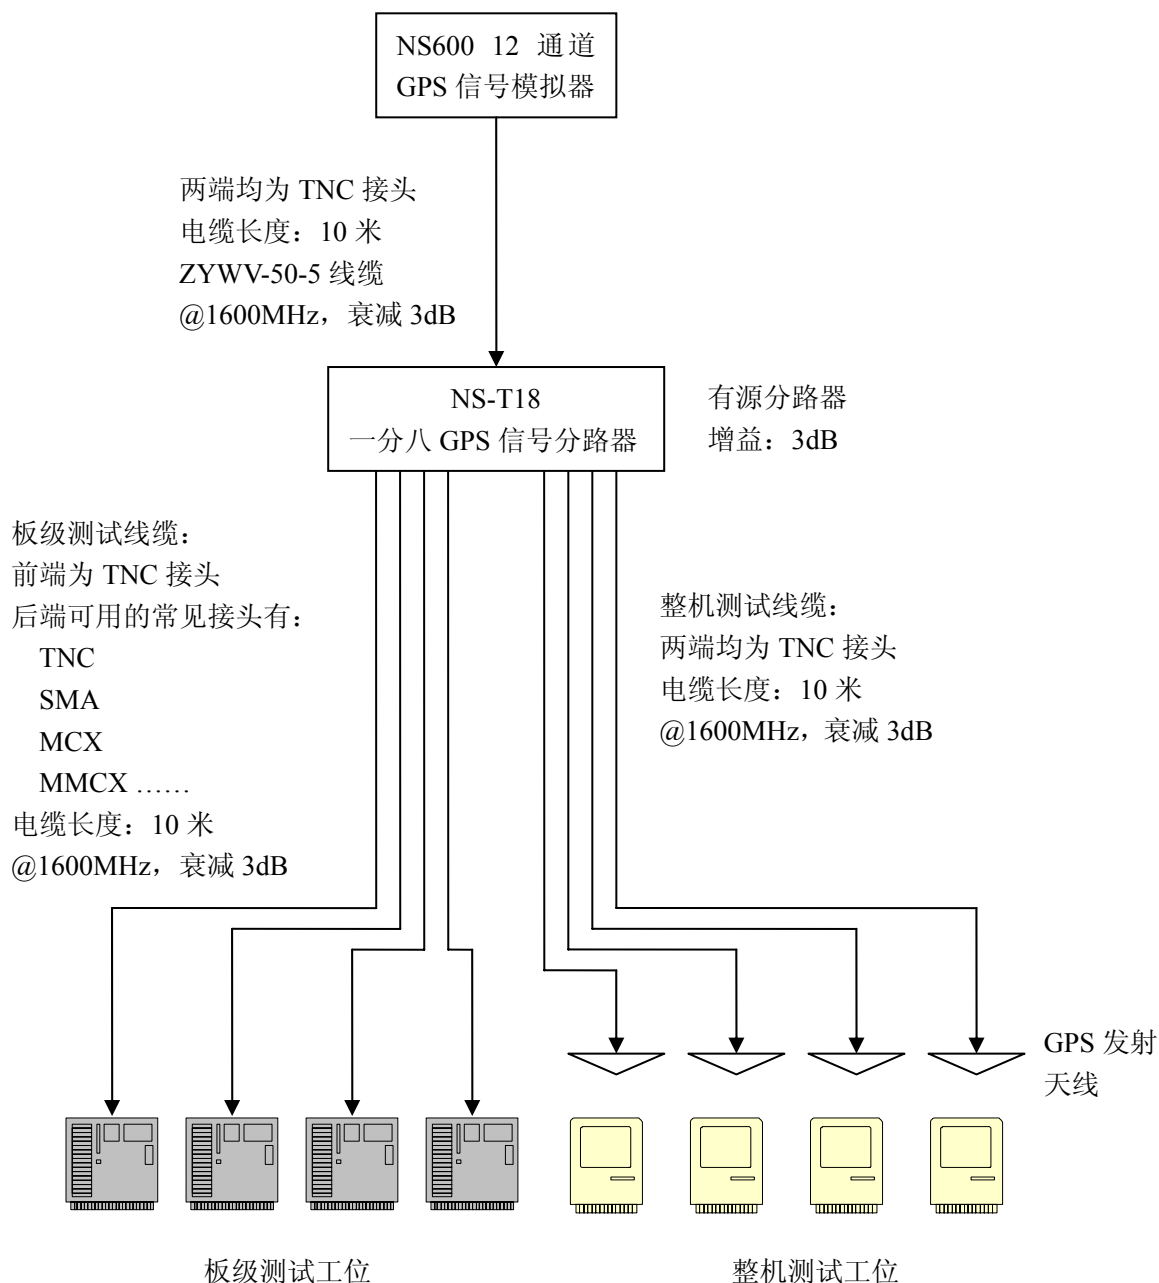 NS600 12 通道
GPS 信号模拟器
两端均为 TNC 接头
电缆长度：10 米
ZYWV-50-5 线缆
@1600MHz，衰减 3dB
NS-T18
一分八 GPS 信号分路器
有源分路器
增益：3dB
板级测试线缆：
前端为 TNC 接头
后端可用的常见接头有：
TNC
SMA
MCX
MMCX ……
电缆长度：10 米
@1600MHz，衰减 3dB
整机测试线缆：
两端均为 TNC 接头
电缆长度：10 米
@1600MHz，衰减 3dB
GPS 发射
天线
板级测试工位
整机测试工位